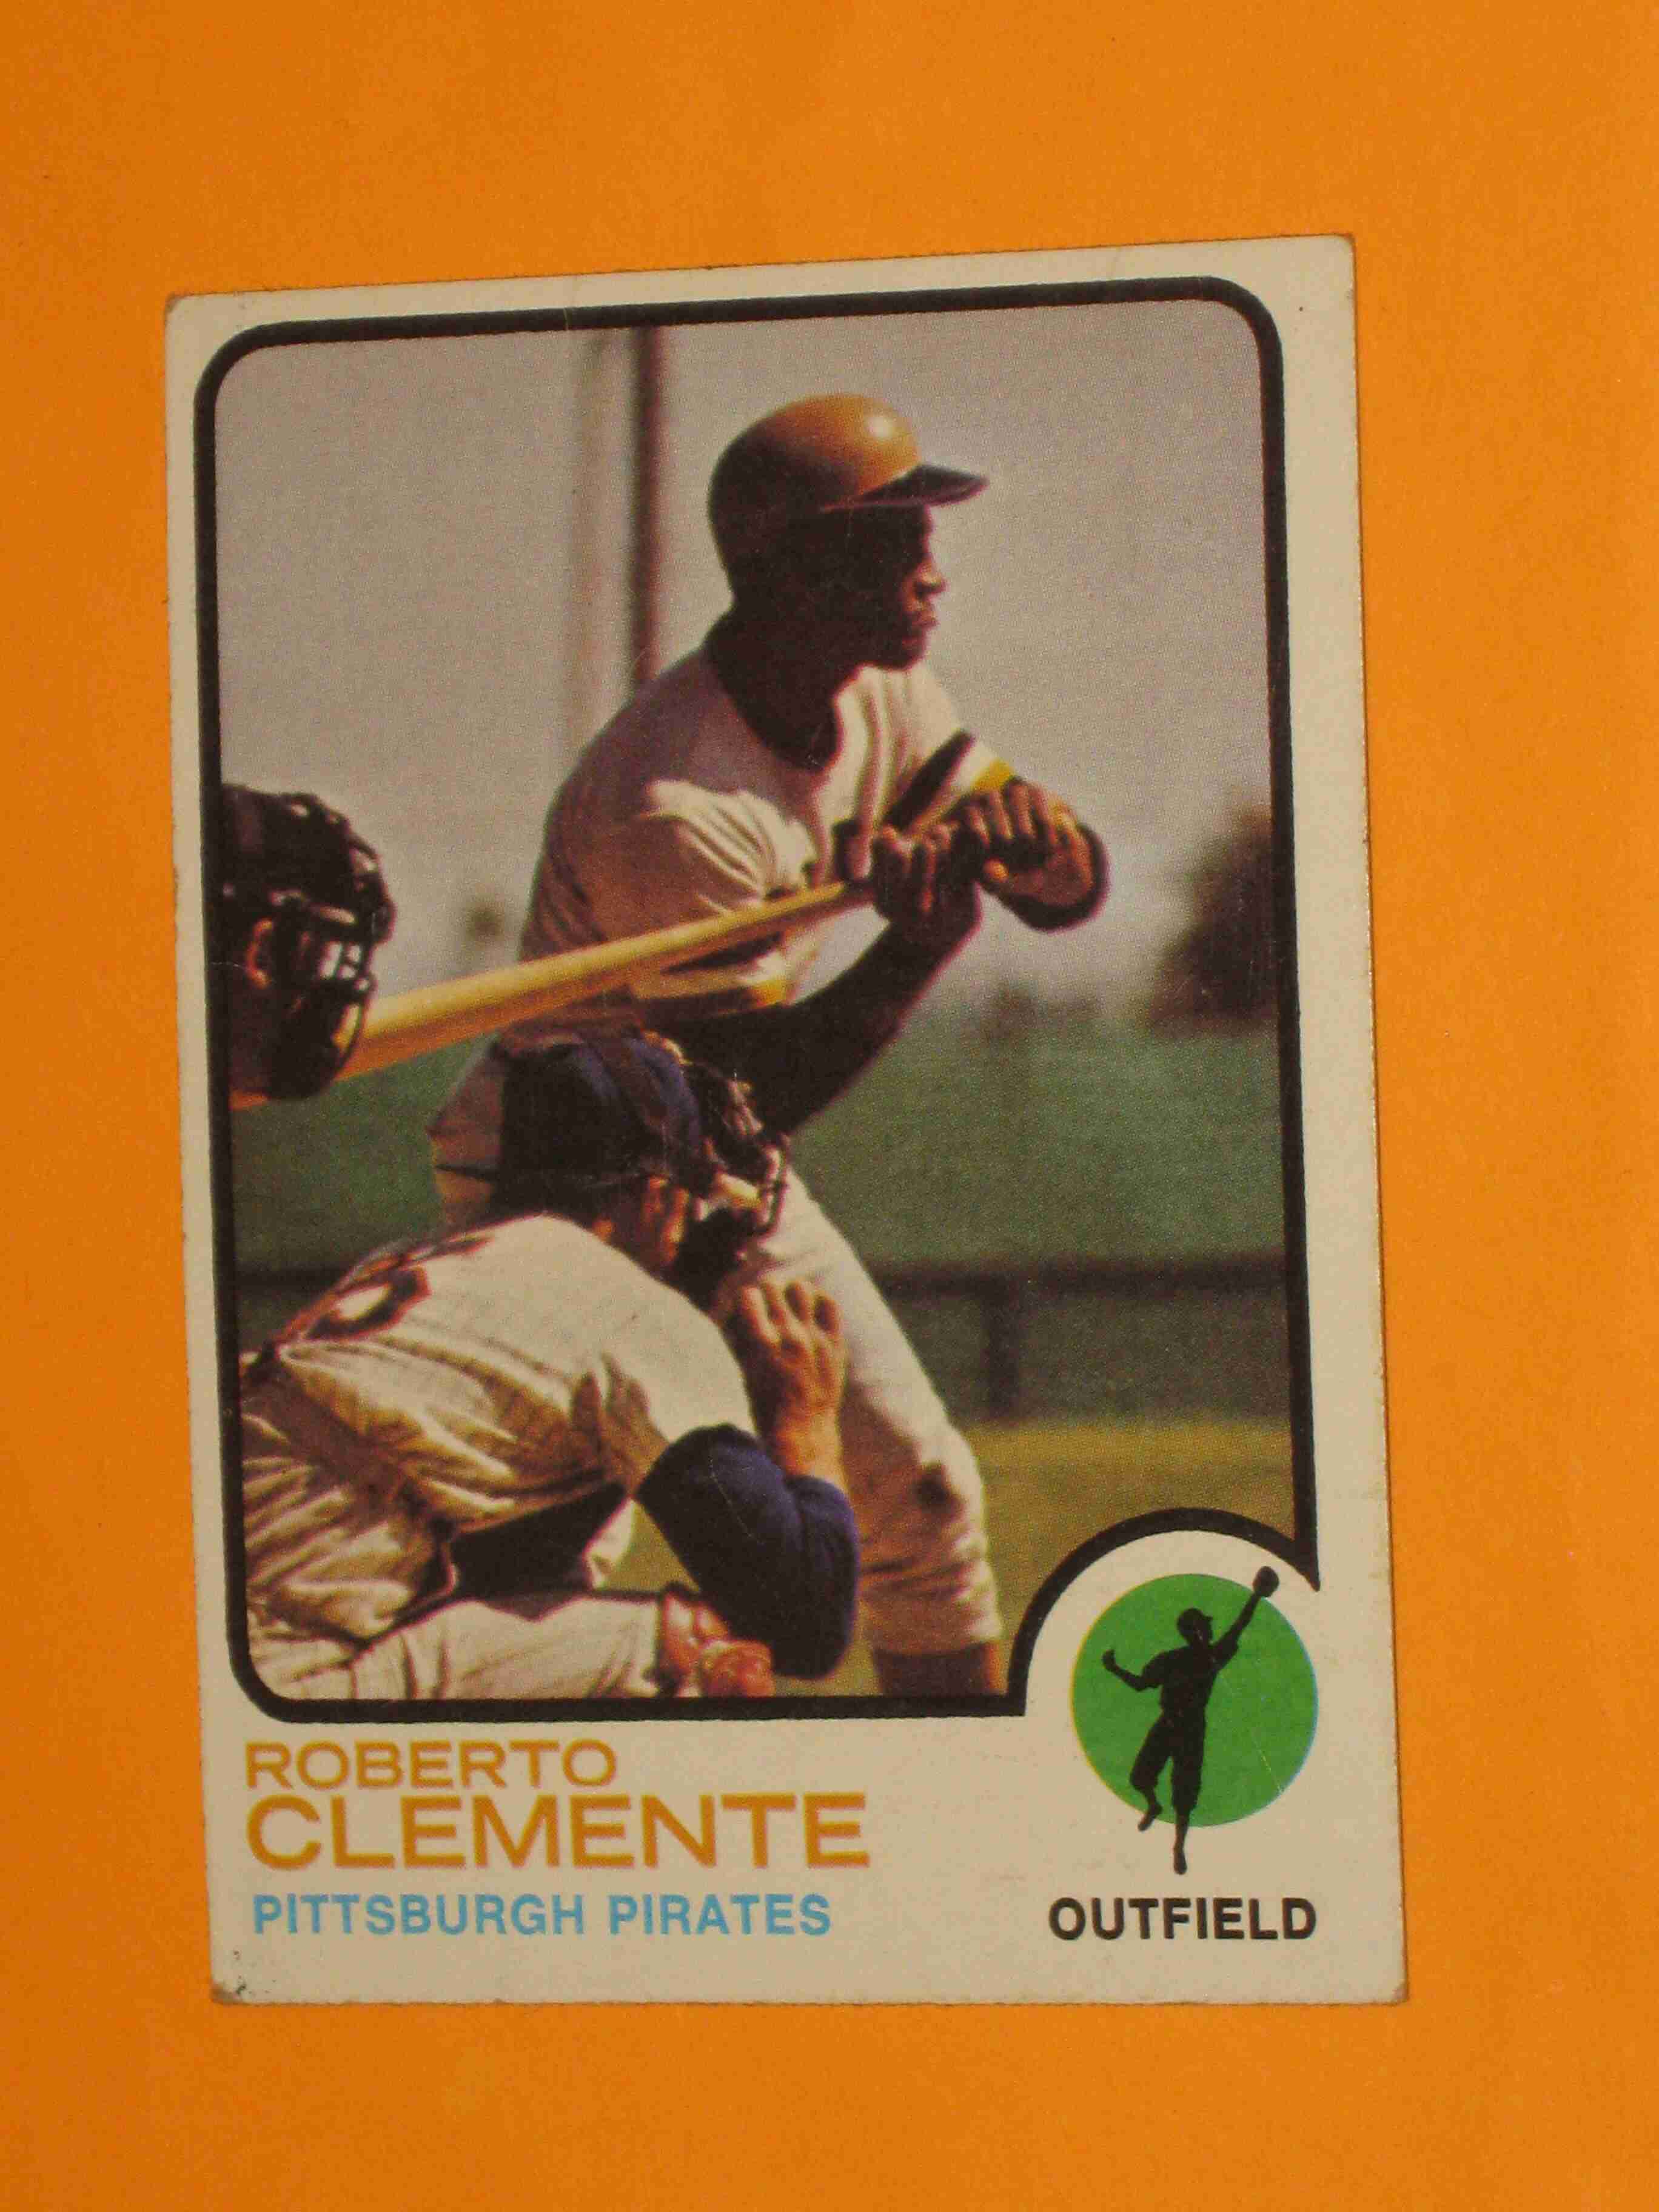 ROBERTO
CLEMENTE
PITTSBURGH PIRATES
OUTFIELD